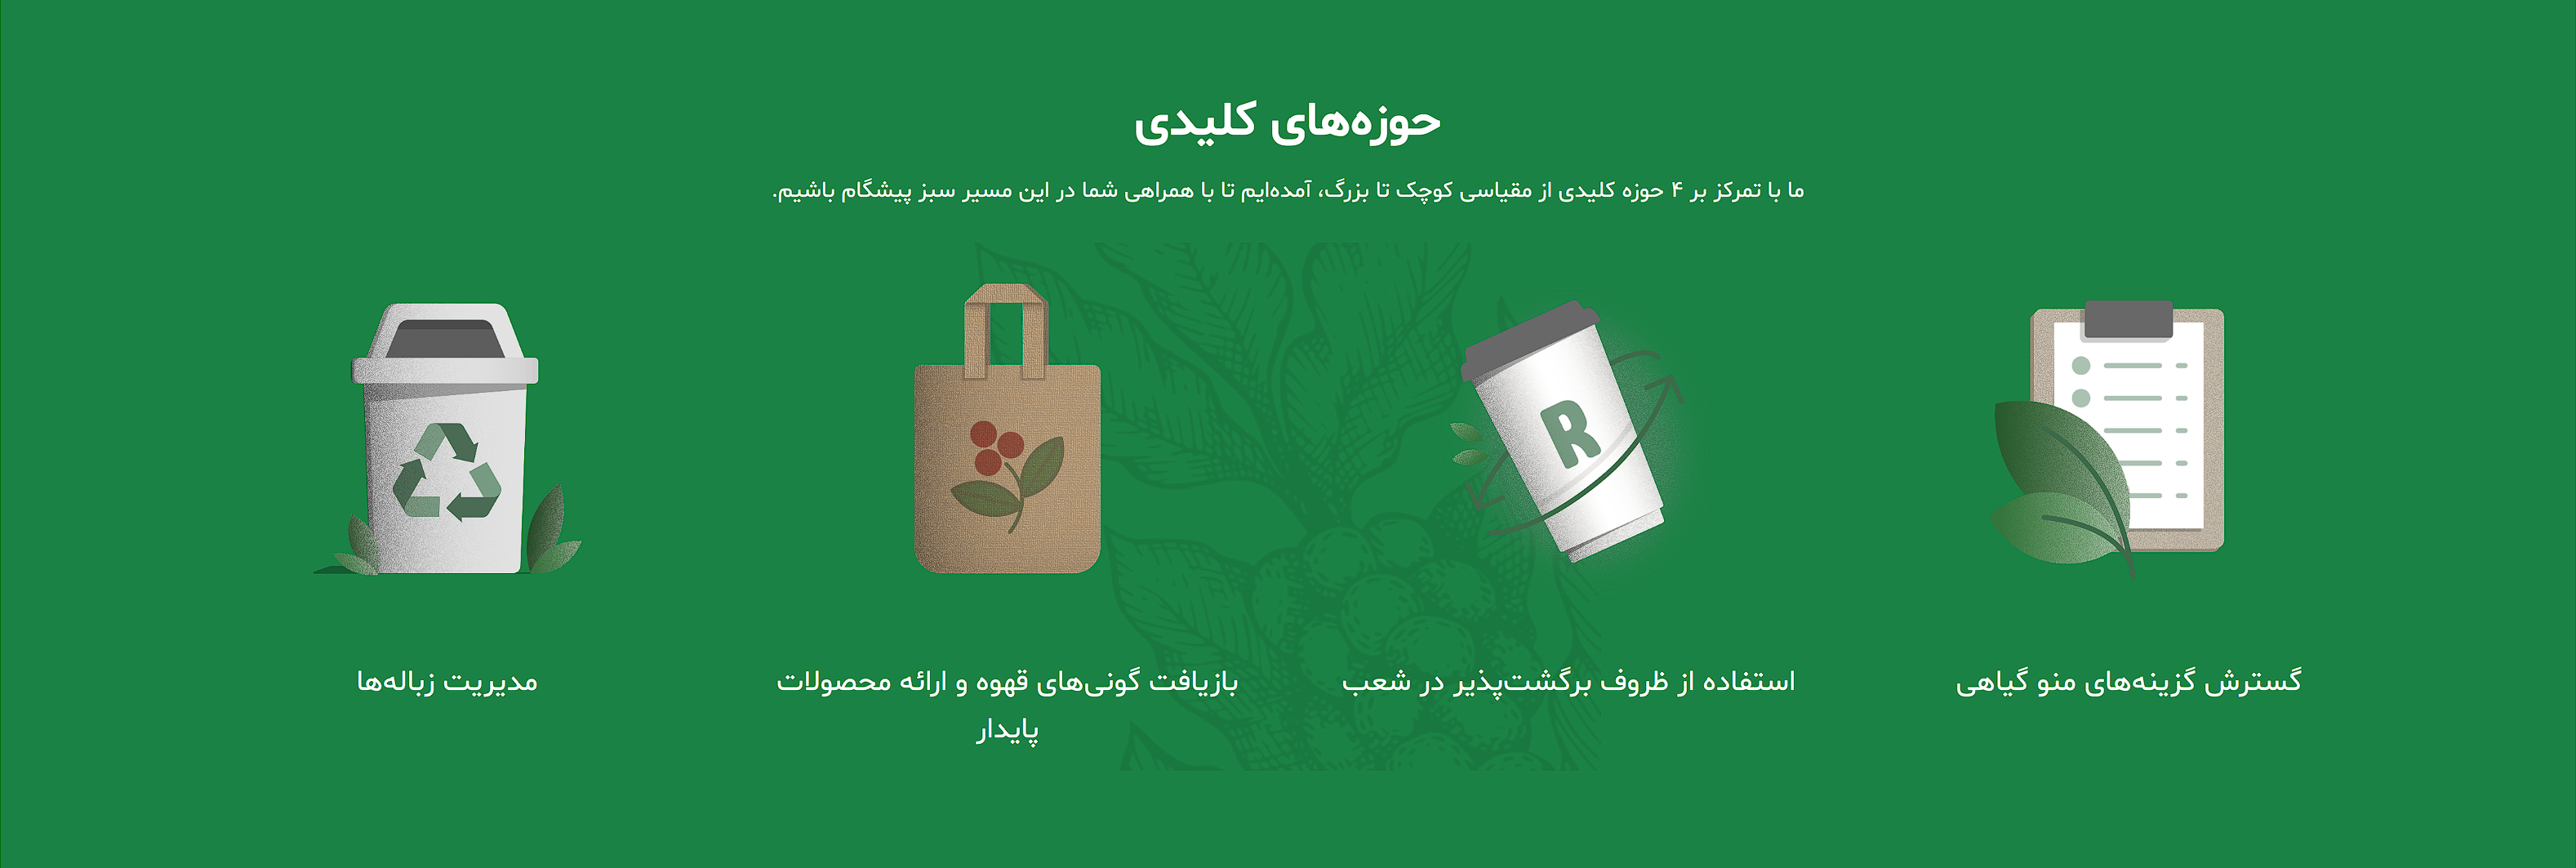 حوزه‌های کلیدی
ما با تمرکز بر ۴ حوزه کلیدی از مقیاسی کوچک تا بزرگ، آمده‌ایم تا با همراهی شما در این مسیر سبز پیشگام باشیم.
R
گسترش گزینه‌های منو گیاهی
استفاده از ظروف برگشت‌پذیر در شعب
بازیافت گونی‌های قهوه و ارائه محصولات
پایدار
مدیریت زباله‌ها